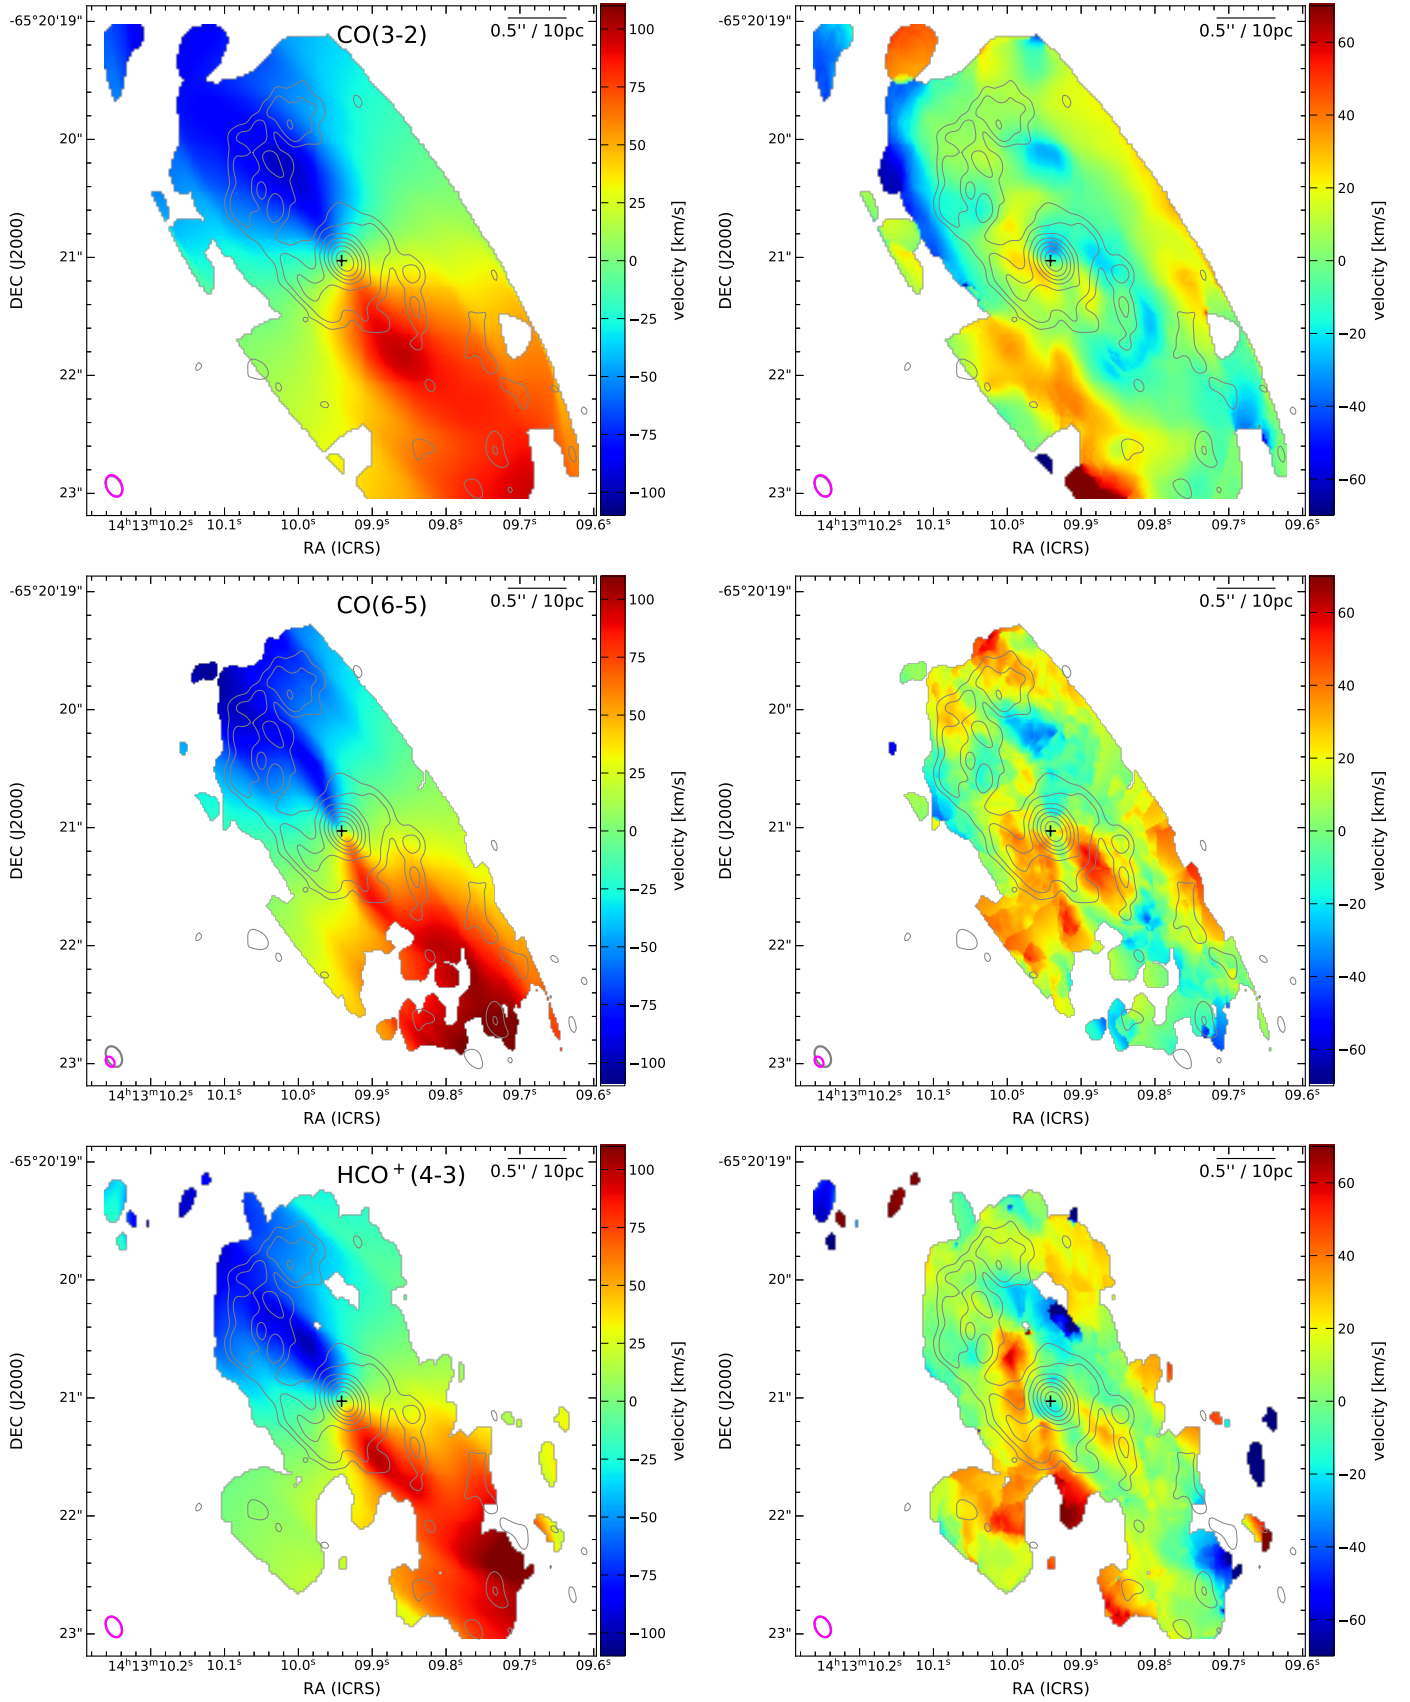 -65°20'19"
20"
21"
22"
23"
DEC (J2000)
CO(3-2)
0.5'' / 10pc
14ʰ13ᵐ10.2ˢ 10.1ˢ 10.0ˢ 09.9ˢ 09.8ˢ 09.7ˢ 09.6ˢ
RA (ICRS)
100
75
50
25
0
−25
−50
−75
−100
velocity [km/s]
-65°20'19"
20"
21"
22"
23"
DEC (J2000)
0.5'' / 10pc
14ʰ13ᵐ10.2ˢ 10.1ˢ 10.0ˢ 09.9ˢ 09.8ˢ 09.7ˢ 09.6ˢ
RA (ICRS)
60
40
20
0
−20
−40
−60
velocity [km/s]
-65°20'19"
20"
21"
22"
23"
DEC (J2000)
CO(6-5)
0.5'' / 10pc
14ʰ13ᵐ10.2ˢ 10.1ˢ 10.0ˢ 09.9ˢ 09.8ˢ 09.7ˢ 09.6ˢ
RA (ICRS)
100
75
50
25
0
−25
−50
−75
−100
velocity [km/s]
-65°20'19"
20"
21"
22"
23"
DEC (J2000)
0.5'' / 10pc
14ʰ13ᵐ10.2ˢ 10.1ˢ 10.0ˢ 09.9ˢ 09.8ˢ 09.7ˢ 09.6ˢ
RA (ICRS)
60
40
20
0
−20
−40
−60
velocity [km/s]
-65°20'19"
20"
21"
22"
23"
DEC (J2000)
HCO⁺(4-3)
0.5'' / 10pc
14ʰ13ᵐ10.2ˢ 10.1ˢ 10.0ˢ 09.9ˢ 09.8ˢ 09.7ˢ 09.6ˢ
RA (ICRS)
100
75
50
25
0
−25
−50
−75
−100
velocity [km/s]
-65°20'19"
20"
21"
22"
23"
DEC (J2000)
0.5'' / 10pc
14ʰ13ᵐ10.2ˢ 10.1ˢ 10.0ˢ 09.9ˢ 09.8ˢ 09.7ˢ 09.6ˢ
RA (ICRS)
60
40
20
0
−20
−40
−60
velocity [km/s]